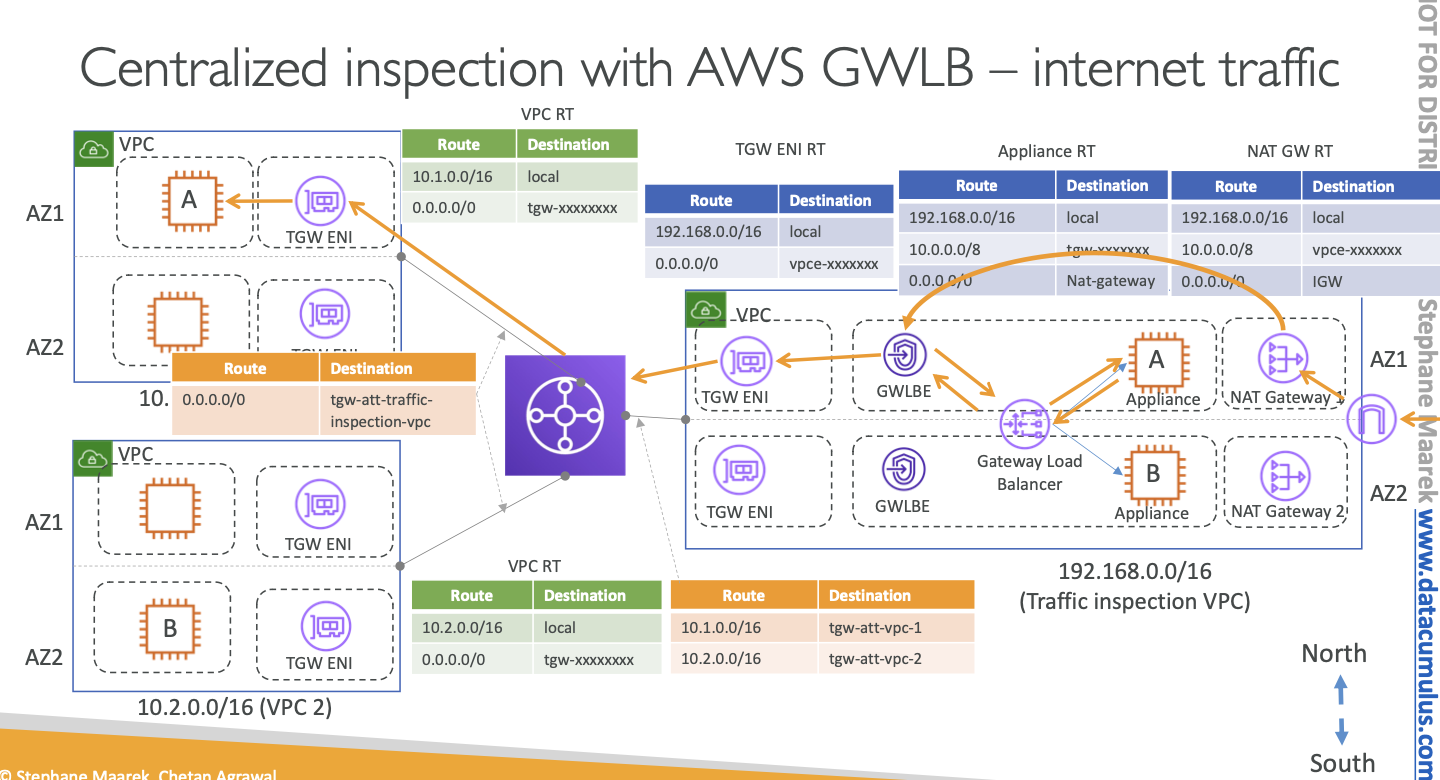 Centralized inspection with AWS GWLB – internet traffic
VPC RT
Route Destination
10.1.0.0/16 local
0.0.0.0/0 tgw-xxxxxxxx
TGW ENI RT
Route Destination
192.168.0.0/16 local
0.0.0.0/0 vpce-xxxxxxx
Appliance RT
Route Destination
192.168.0.0/16 local
10.0.0.0/8 tgw-xxxxxxx
0.0.0.0/0 Nat-gateway
NAT GW RT
Route Destination
192.168.0.0/16 local
10.0.0.0/8 vpce-xxxxxxx
0.0.0.0/0 IGW
VPC
AZ1
A
TGW ENI
AZ2
TGW ENI
10.
Route Destination
0.0.0.0/0 tgw-att-traffic-
inspection-vpc
VPC
AZ1
TGW ENI
AZ2
B
TGW ENI
10.2.0.0/16 (VPC 2)
VPC
TGW ENI
GWLBE
A
Appliance
NAT Gateway 1
AZ1
Gateway Load
Balancer
TGW ENI
GWLBE
B
Appliance
NAT Gateway 2
AZ2
192.168.0.0/16
(Traffic inspection VPC)
VPC RT
Route Destination
10.2.0.0/16 local
0.0.0.0/0 tgw-xxxxxxxx
Route Destination
10.1.0.0/16 tgw-att-vpc-1
10.2.0.0/16 tgw-att-vpc-2
North
South
© Stephane Maarek, Chetan Agrawal
OT FOR DISTRI
Stephane Maarek www.datacumulus.com